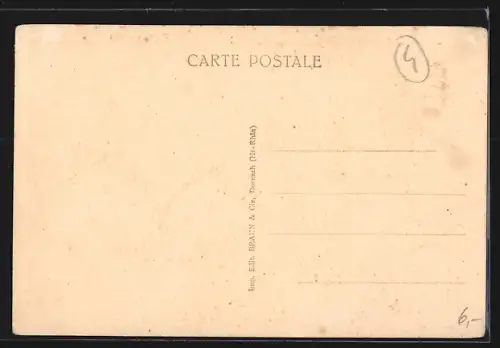 CARTE POSTALE
4
Imp. Edit. BRAUN & Cie, Dornach (Ht-Rhin)
6,-